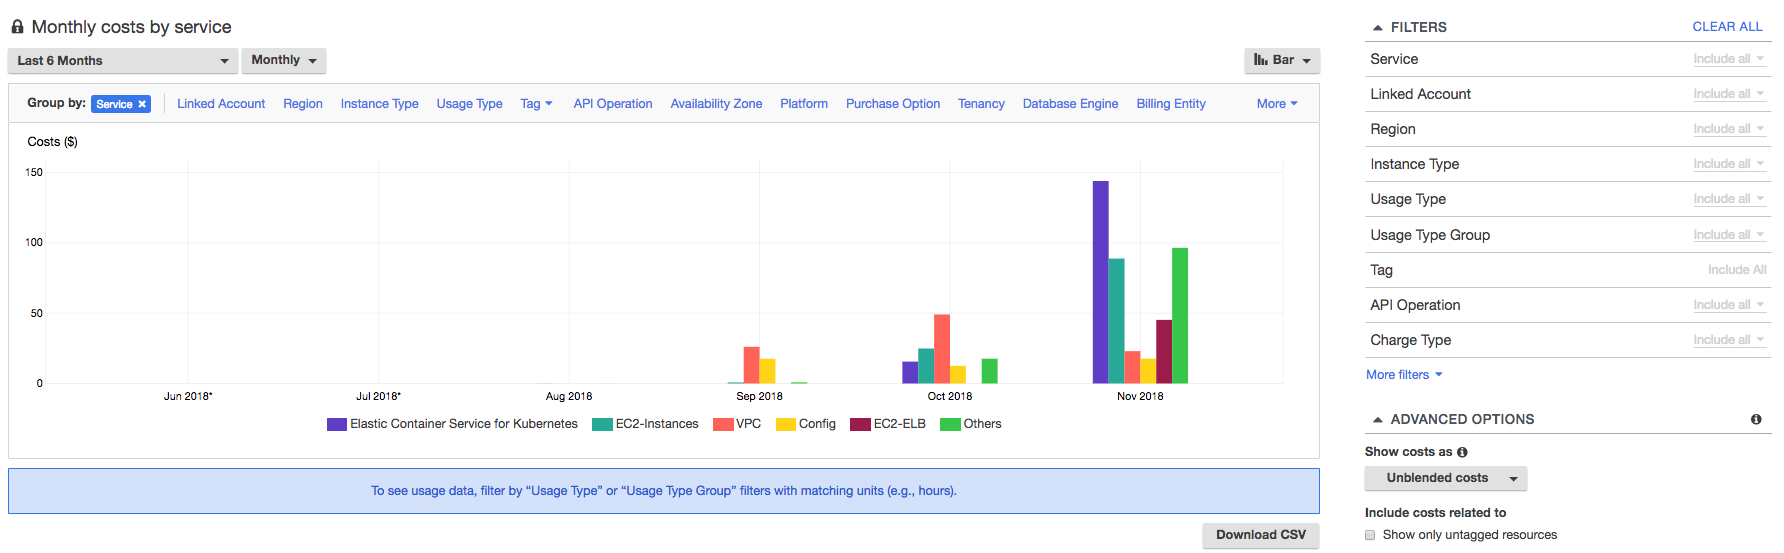 Monthly costs by service
Last 6 Months Monthly Bar
Group by: Service × Linked Account Region Instance Type Usage Type Tag API Operation Availability Zone Platform Purchase Option Tenancy Database Engine Billing Entity More
Costs ($)
150
100
50
0
Jun 2018* Jul 2018* Aug 2018 Sep 2018 Oct 2018 Nov 2018
Elastic Container Service for Kubernetes EC2-Instances VPC Config EC2-ELB Others
To see usage data, filter by “Usage Type” or “Usage Type Group” filters with matching units (e.g., hours).
Download CSV
FILTERS CLEAR ALL
Service Include all
Linked Account Include all
Region Include all
Instance Type Include all
Usage Type Include all
Usage Type Group Include all
Tag Include All
API Operation Include all
Charge Type Include all
More filters
ADVANCED OPTIONS
Show costs as
Unblended costs
Include costs related to
Show only untagged resources